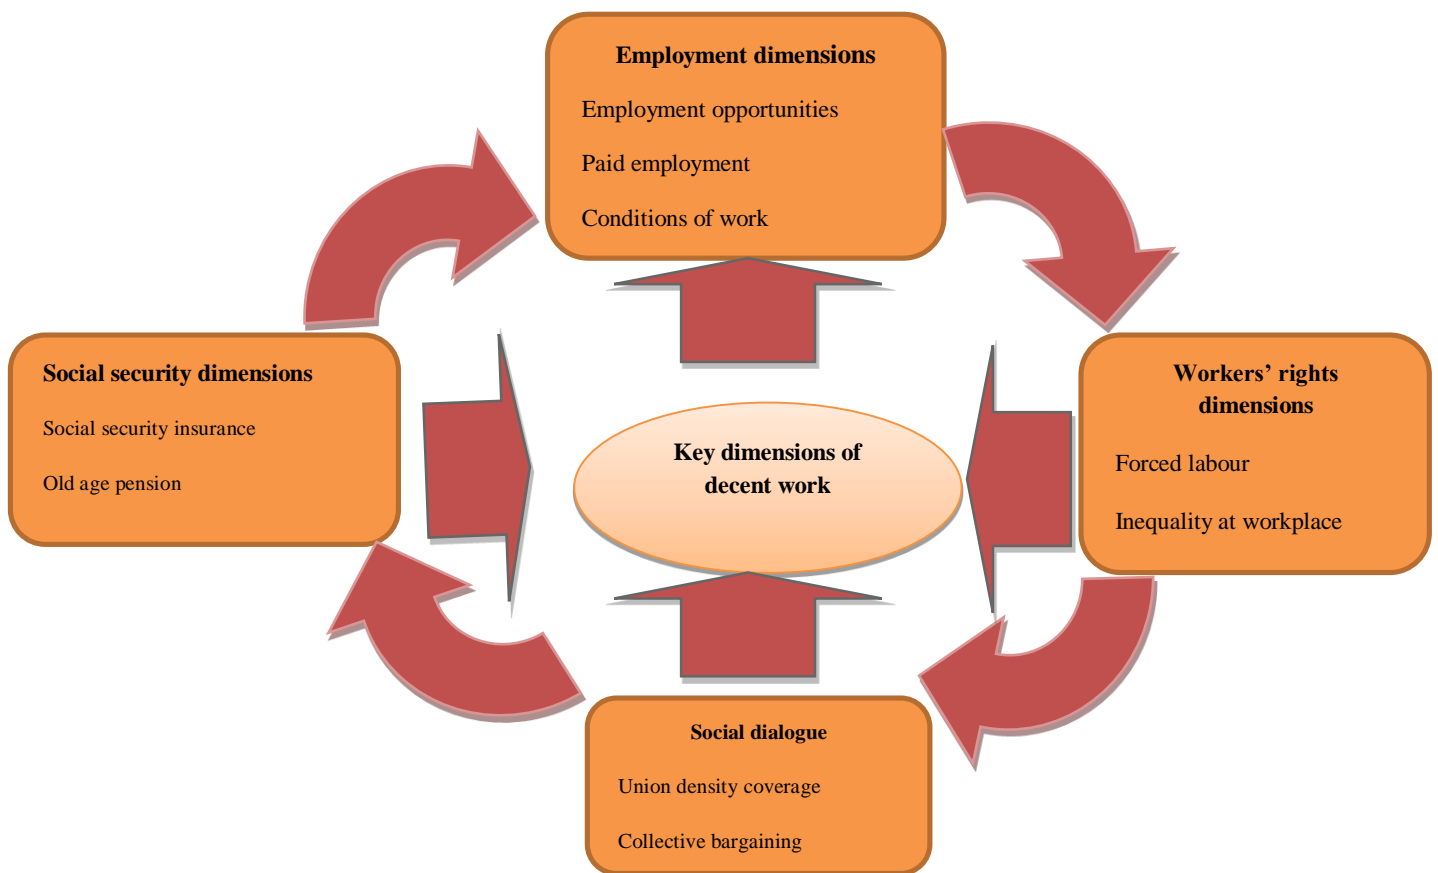 Employment dimensions
Employment opportunities
Paid employment
Conditions of work
Social security dimensions
Social security insurance
Old age pension
Key dimensions of
decent work
Workers’ rights
dimensions
Forced labour
Inequality at workplace
Social dialogue
Union density coverage
Collective bargaining